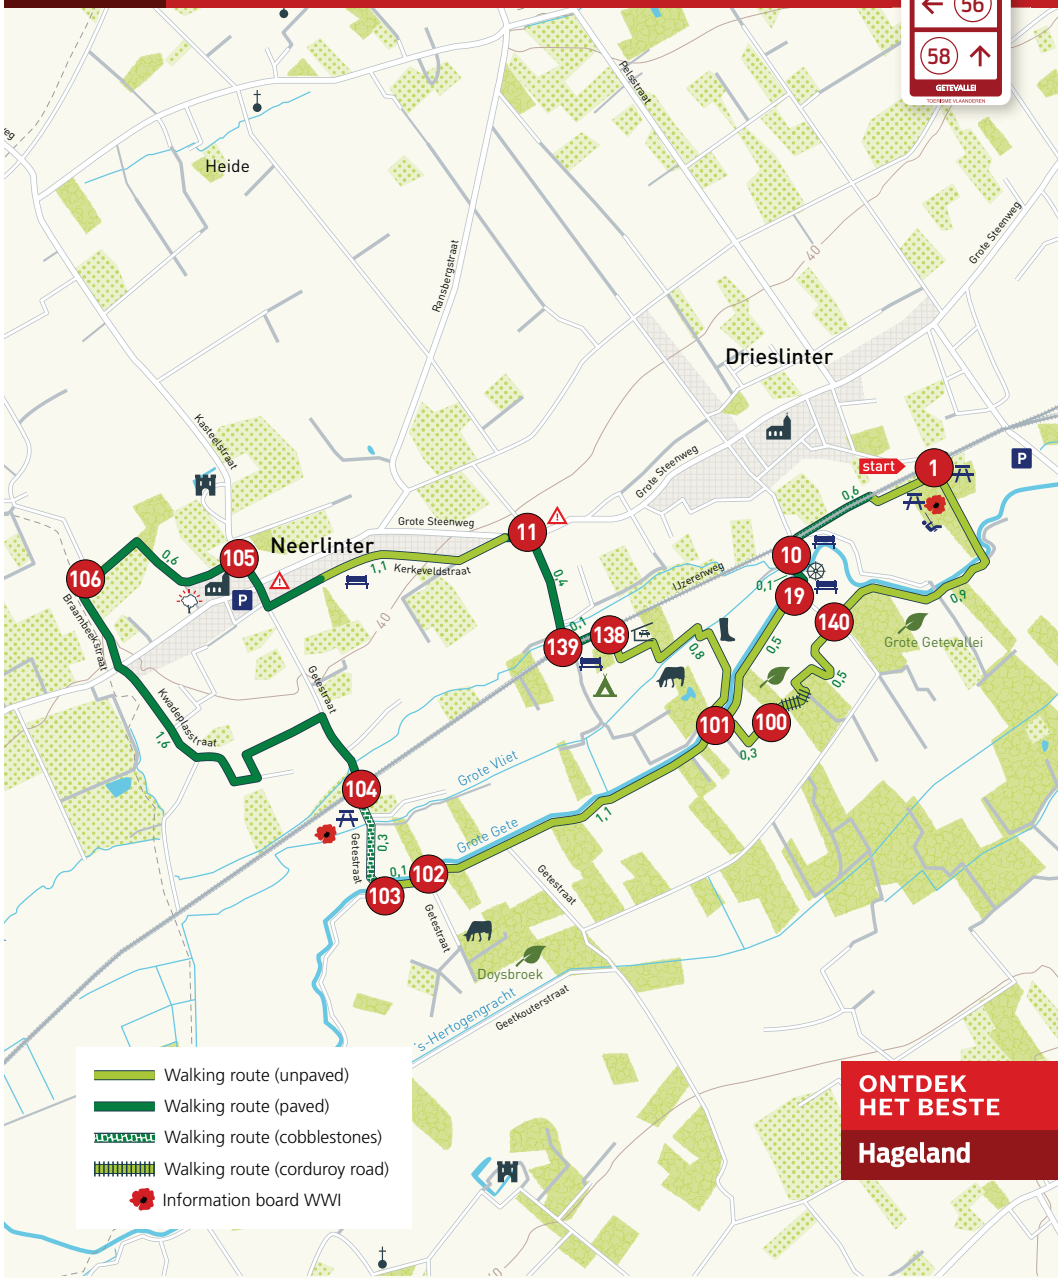 56
58
GETEVALLEI
TOERISME VLAANDEREN
Pelsstraat
Heide
Grote Steenweg
40
Ransbergstraat
Drieslinter
Kasteelstraat
Grote Steenweg
start
1
P
0,6
Grote Steenweg
11
Neerlinter
105
10
106
0,6
1,1
Kerkeveldstraat
0,4
IJzerenweg
0,1
19
0,9
P
Braambeekstraat
40
0,1
138
139
140
Grote Getevallei
0,8
0,5
0,5
Getestraat
Kwadeplasstraat
1,6
101
100
0,3
104
Grote Vliet
Grote Gete
1,1
0,3
Getestraat
0,1
102
103
Getestraat
Getestraat
Doysbroek
's-Hertogengracht
Geetkouterstraat
Walking route (unpaved)
Walking route (paved)
Walking route (cobblestones)
Walking route (corduroy road)
Information board WWI
ONTDEK
HET BESTE
Hageland